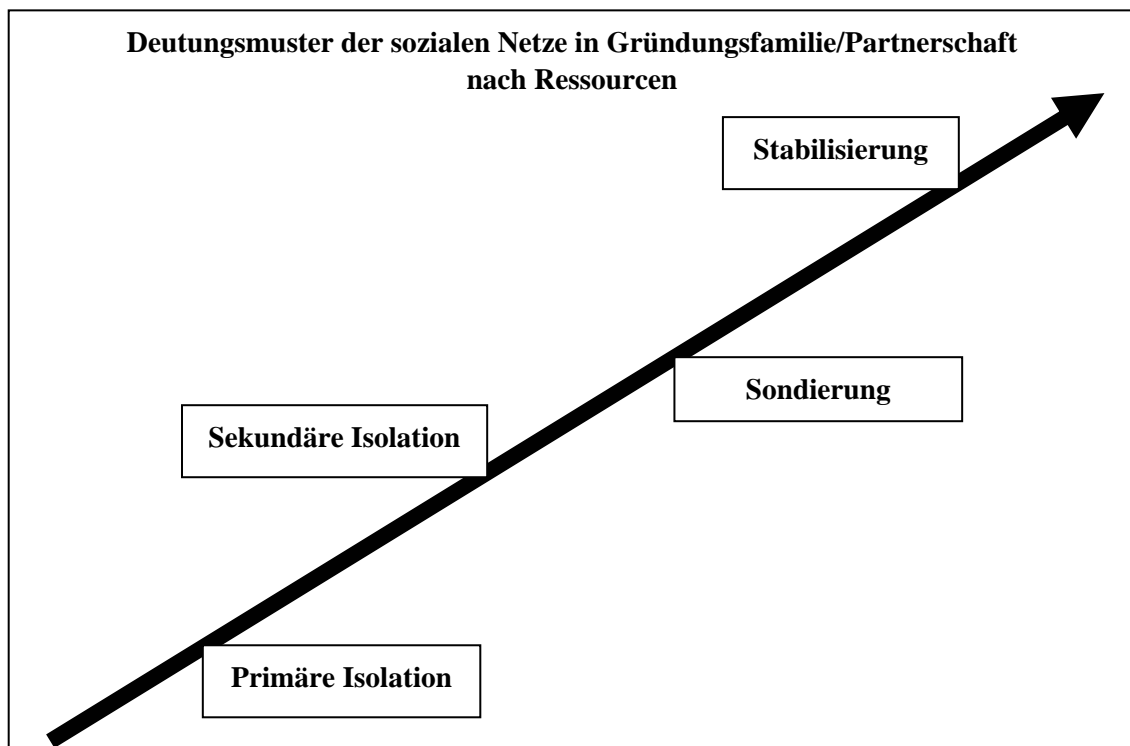 Deutungsmuster der sozialen Netze in Gründungsfamilie/Partnerschaft
nach Ressourcen
Stabilisierung
Sondierung
Sekundäre Isolation
Primäre Isolation